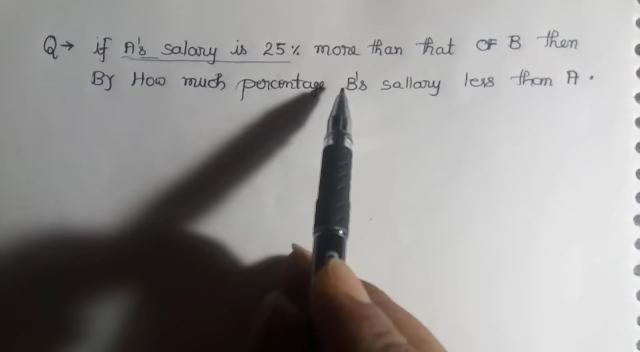 Q→ if A's salary is 25% more than that OF B then
By How much percentage B's sallary less than A.